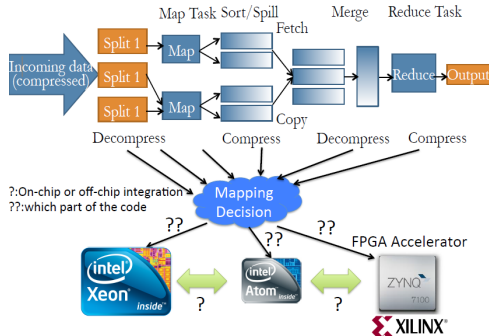 Map Task
Sort/Spill
Fetch
Merge
Reduce Task
Incoming data
(compressed)
Split 1
Split 1
Split 1
Map
Map
Reduce
Output
Copy
Decompress
Compress
Decompress
Compress
?:On-chip or off-chip integration
??:which part of the code
Mapping
Decision
??
??
??
FPGA Accelerator
intel
Xeon
inside™
?
intel
Atom
inside™
?
ZYNQ
7100
XILINX